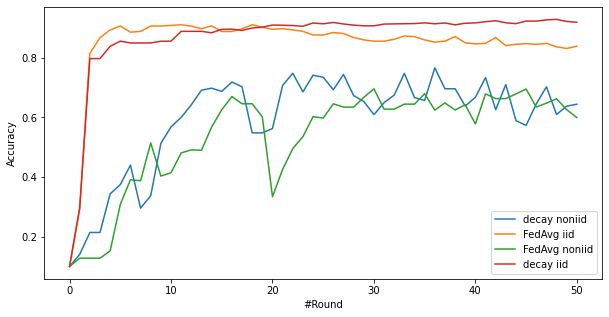 Accuracy
0.8
0.6
0.4
0.2
0
10
20
30
40
50
#Round
decay noniid
FedAvg iid
FedAvg noniid
decay iid